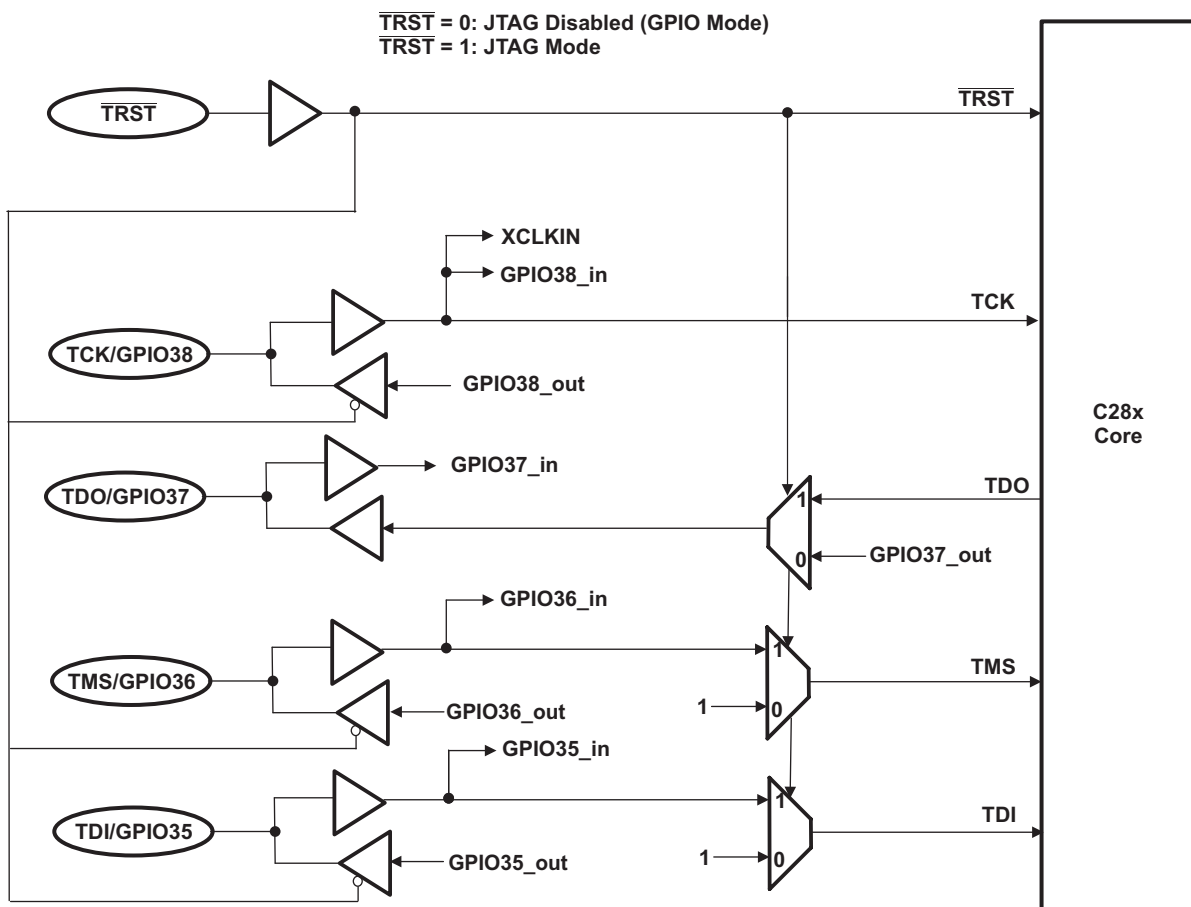 TRST = 0: JTAG Disabled (GPIO Mode)
TRST = 1: JTAG Mode
TRST
TRST
XCLKIN
GPIO38_in
TCK
TCK/GPIO38
GPIO38_out
C28x
Core
GPIO37_in
TDO/GPIO37
TDO
1
0
GPIO37_out
GPIO36_in
1
TMS/GPIO36
TMS
GPIO36_out
1
0
GPIO35_in
1
TDI/GPIO35
TDI
GPIO35_out
1
0